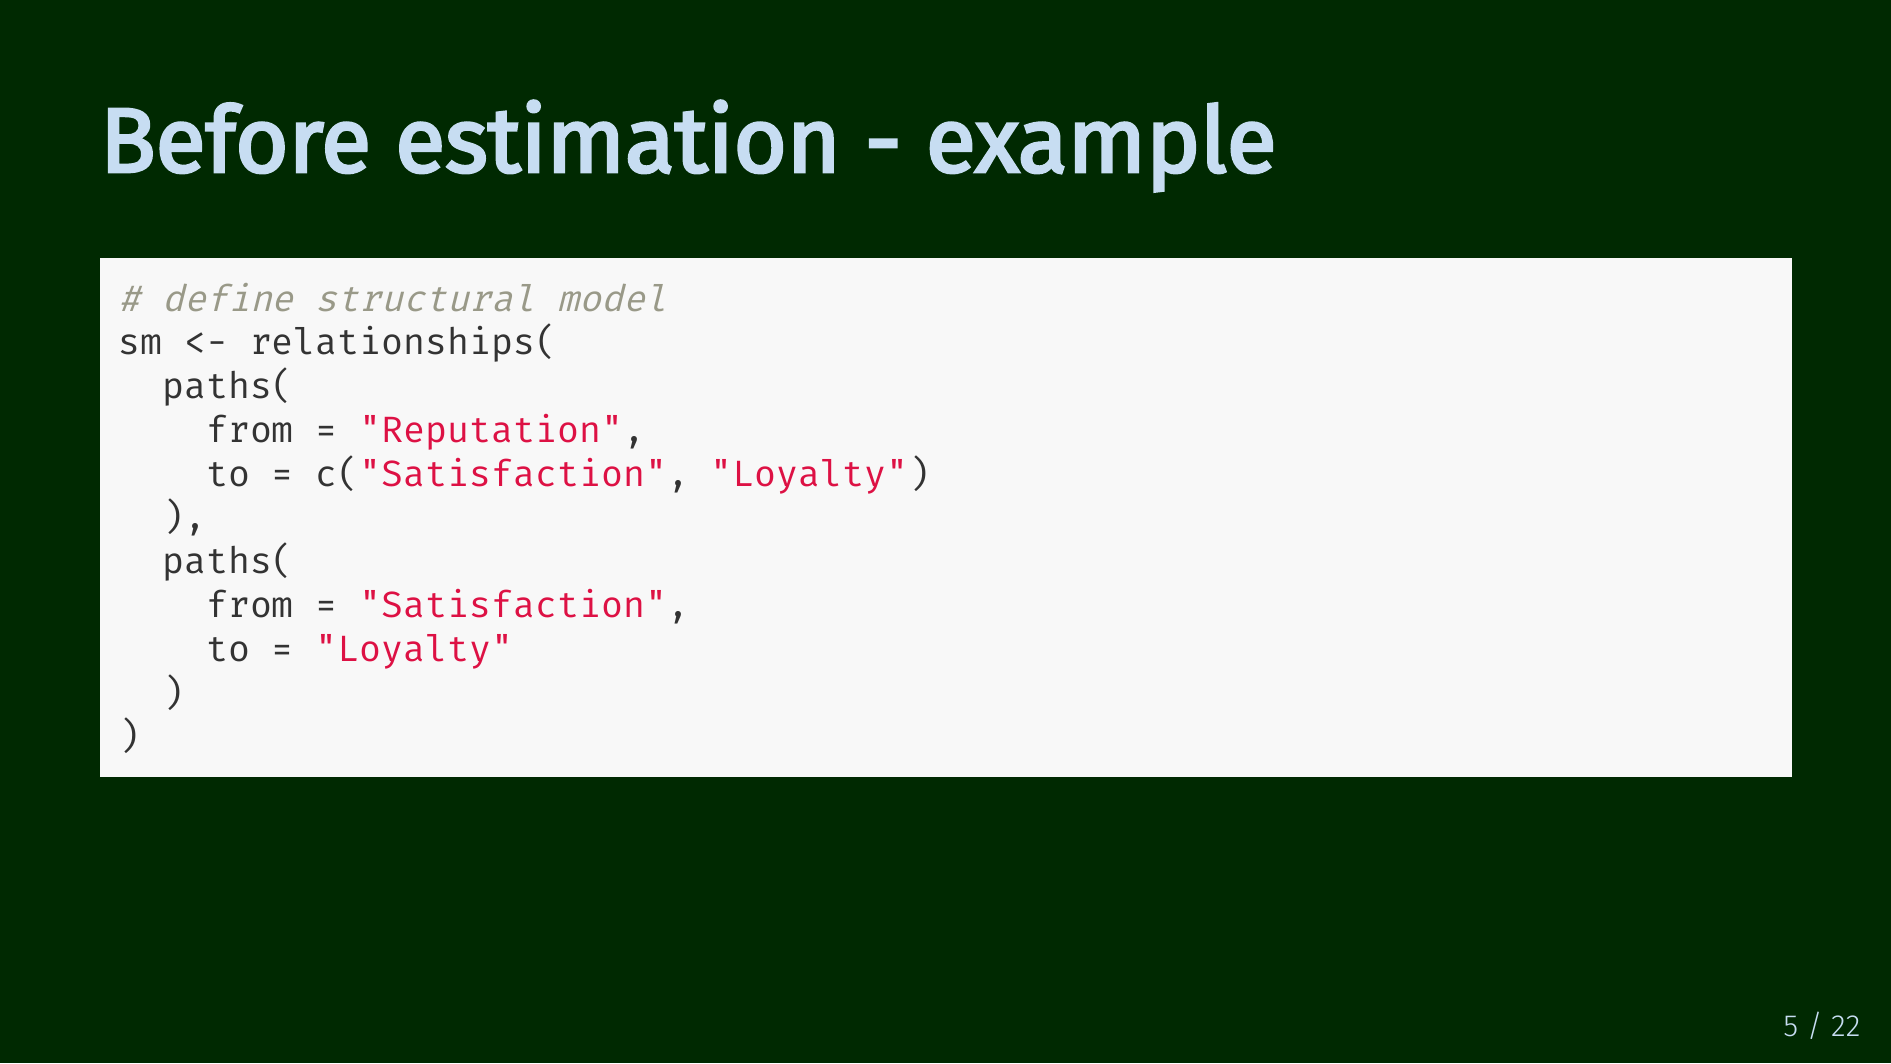 Before estimation - example
# define structural model
sm <- relationships(
  paths(
    from = "Reputation",
    to = c("Satisfaction", "Loyalty")
  ),
  paths(
    from = "Satisfaction",
    to = "Loyalty"
  )
)
5 / 22